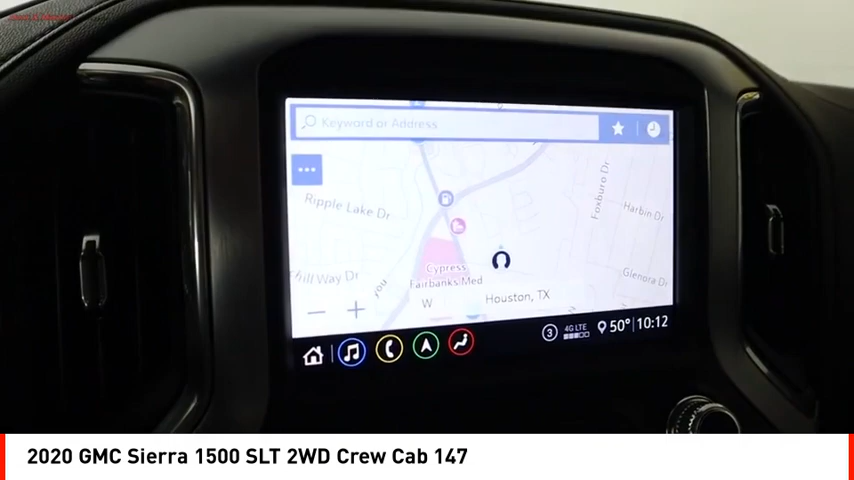 Keyword or Address
Ripple Lake Dr
Foxburo Dr
Harbin Dr
Cypress
Fairbanks Med
Glenora Dr
hill Way Dr
you
W
Houston, TX
3
4G LTE
50°
10:12
2020 GMC Sierra 1500 SLT 2WD Crew Cab 147